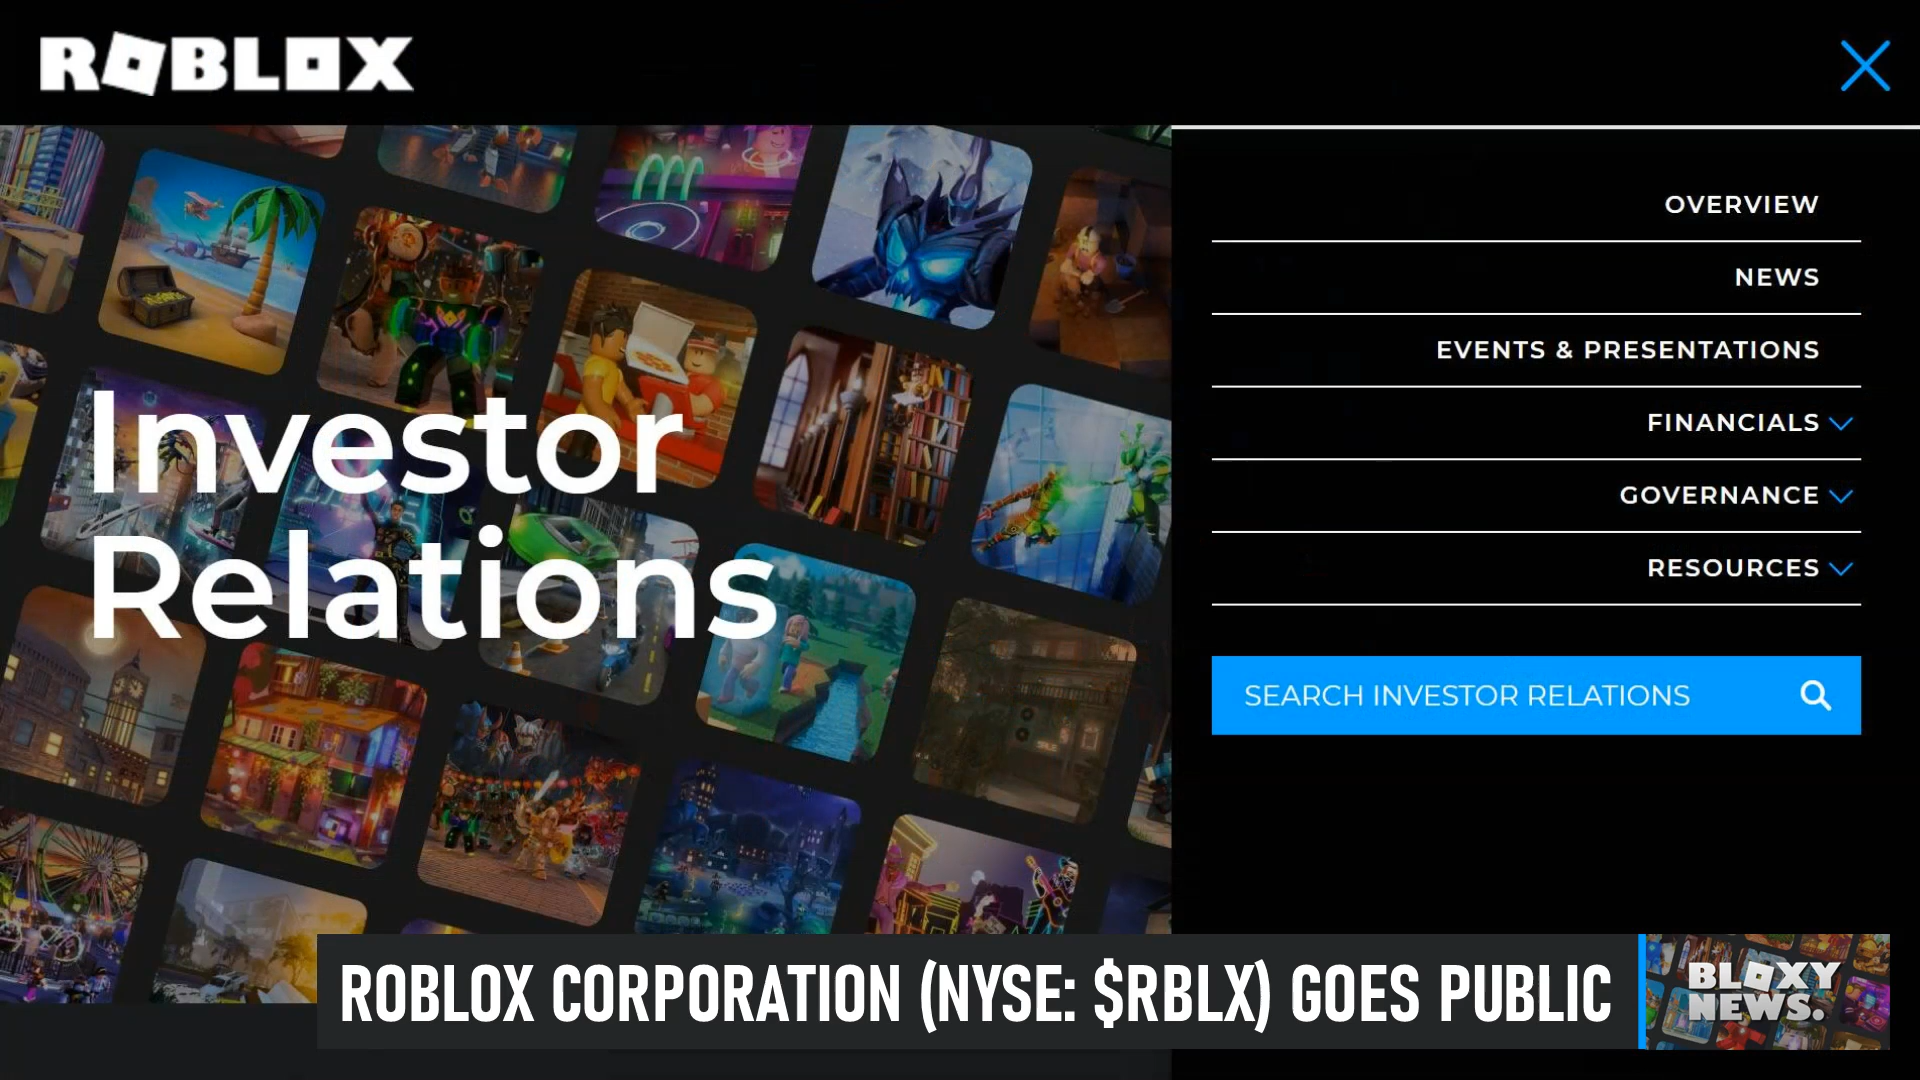 ROBLOX
Investor
Relations
OVERVIEW
NEWS
EVENTS & PRESENTATIONS
FINANCIALS
GOVERNANCE
RESOURCES
SEARCH INVESTOR RELATIONS
ROBLOX CORPORATION (NYSE: $RBLX) GOES PUBLIC
BLOXY
NEWS.